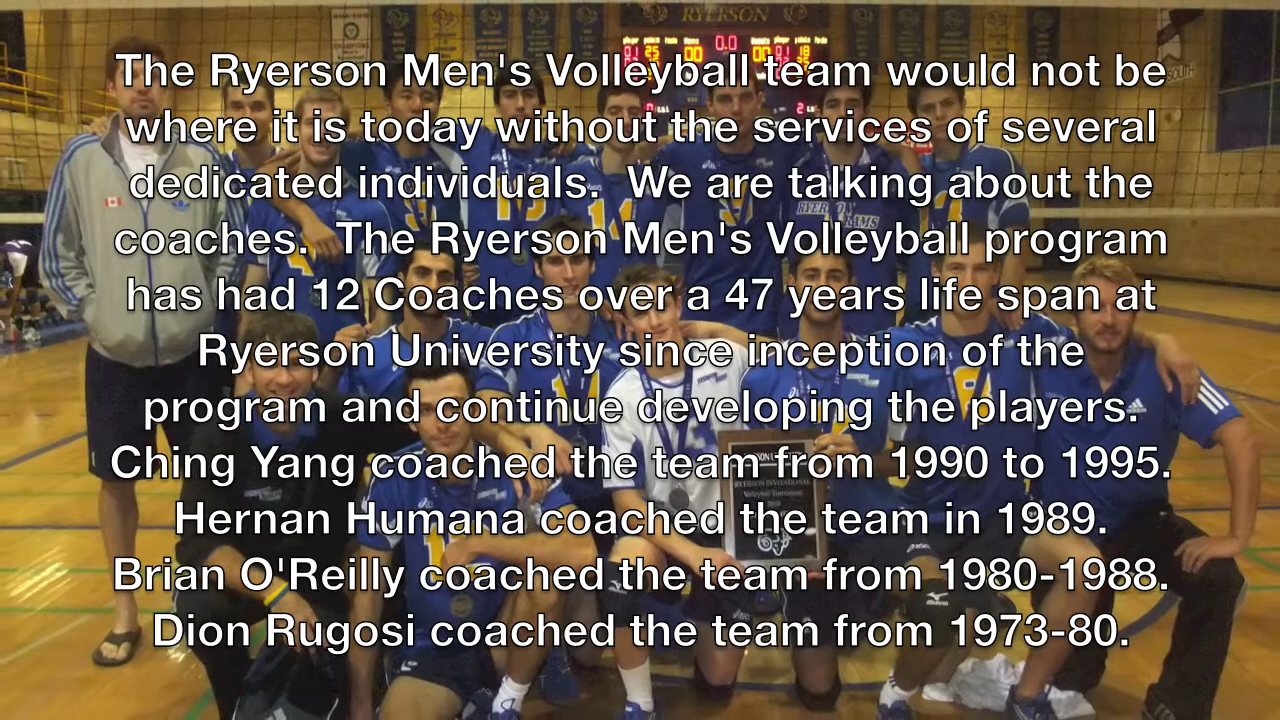 RYERSON
The Ryerson Men's Volleyball team would not be
where it is today without the services of several
dedicated individuals.  We are talking about the
coaches.  The Ryerson Men's Volleyball program
has had 12 Coaches over a 47 years life span at
Ryerson University since inception of the
program and continue developing the players.
Ching Yang coached the team from 1990 to 1995.
Hernan Humana coached the team in 1989.
Brian O'Reilly coached the team from 1980-1988.
Dion Rugosi coached the team from 1973-80.